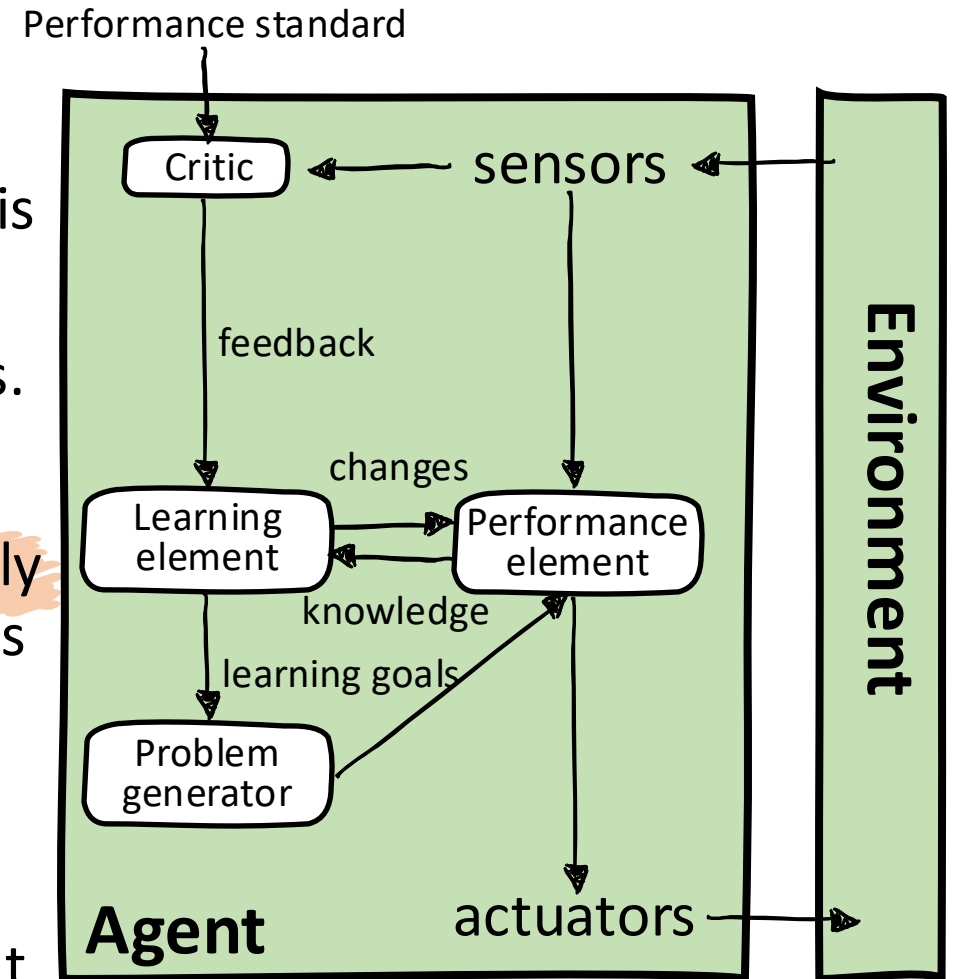 Performance standard
Critic
sensors
is
feedback
s.
changes
Learning
element
Performance
element
ly
knowledge
s
learning goals
Problem
generator
Agent
actuators
t
Environment